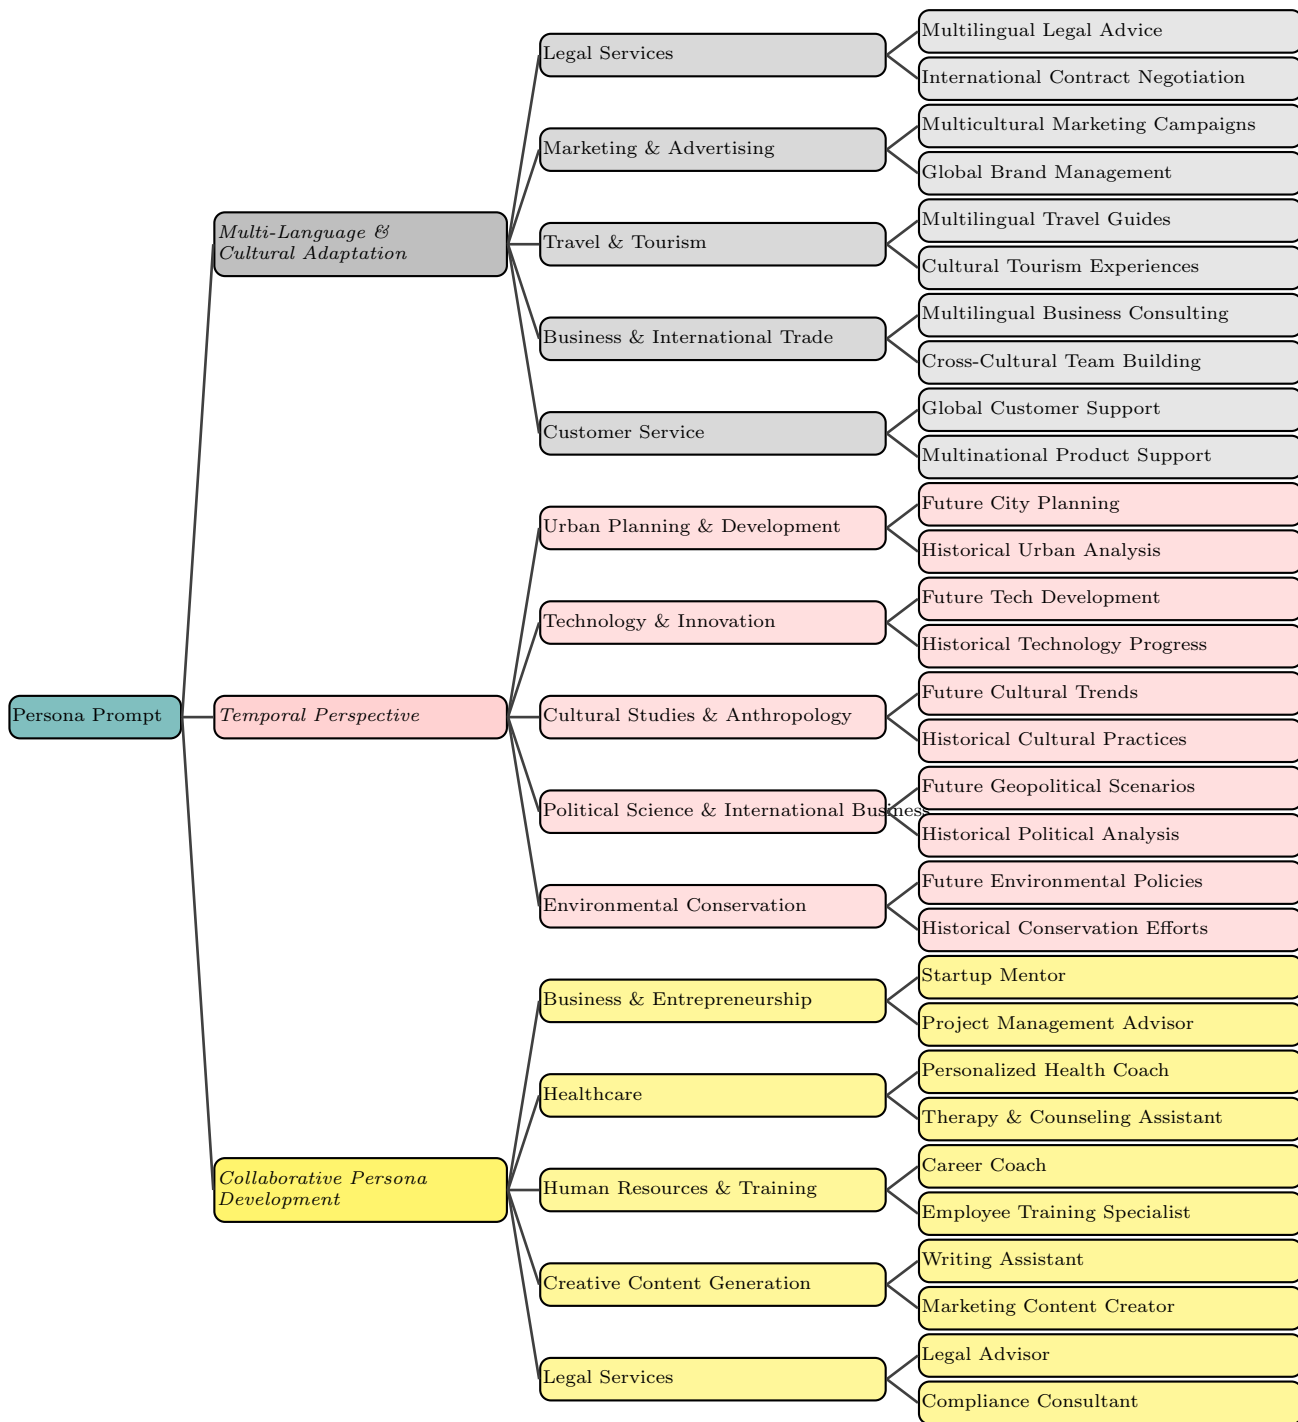 Persona Prompt
Multi-Language &
Cultural Adaptation
Legal Services
Multilingual Legal Advice
International Contract Negotiation
Marketing & Advertising
Multicultural Marketing Campaigns
Global Brand Management
Travel & Tourism
Multilingual Travel Guides
Cultural Tourism Experiences
Business & International Trade
Multilingual Business Consulting
Cross-Cultural Team Building
Customer Service
Global Customer Support
Multinational Product Support
Temporal Perspective
Urban Planning & Development
Future City Planning
Historical Urban Analysis
Technology & Innovation
Future Tech Development
Historical Technology Progress
Cultural Studies & Anthropology
Future Cultural Trends
Historical Cultural Practices
Political Science & International Business
Future Geopolitical Scenarios
Historical Political Analysis
Environmental Conservation
Future Environmental Policies
Historical Conservation Efforts
Collaborative Persona
Development
Business & Entrepreneurship
Startup Mentor
Project Management Advisor
Healthcare
Personalized Health Coach
Therapy & Counseling Assistant
Human Resources & Training
Career Coach
Employee Training Specialist
Creative Content Generation
Writing Assistant
Marketing Content Creator
Legal Services
Legal Advisor
Compliance Consultant